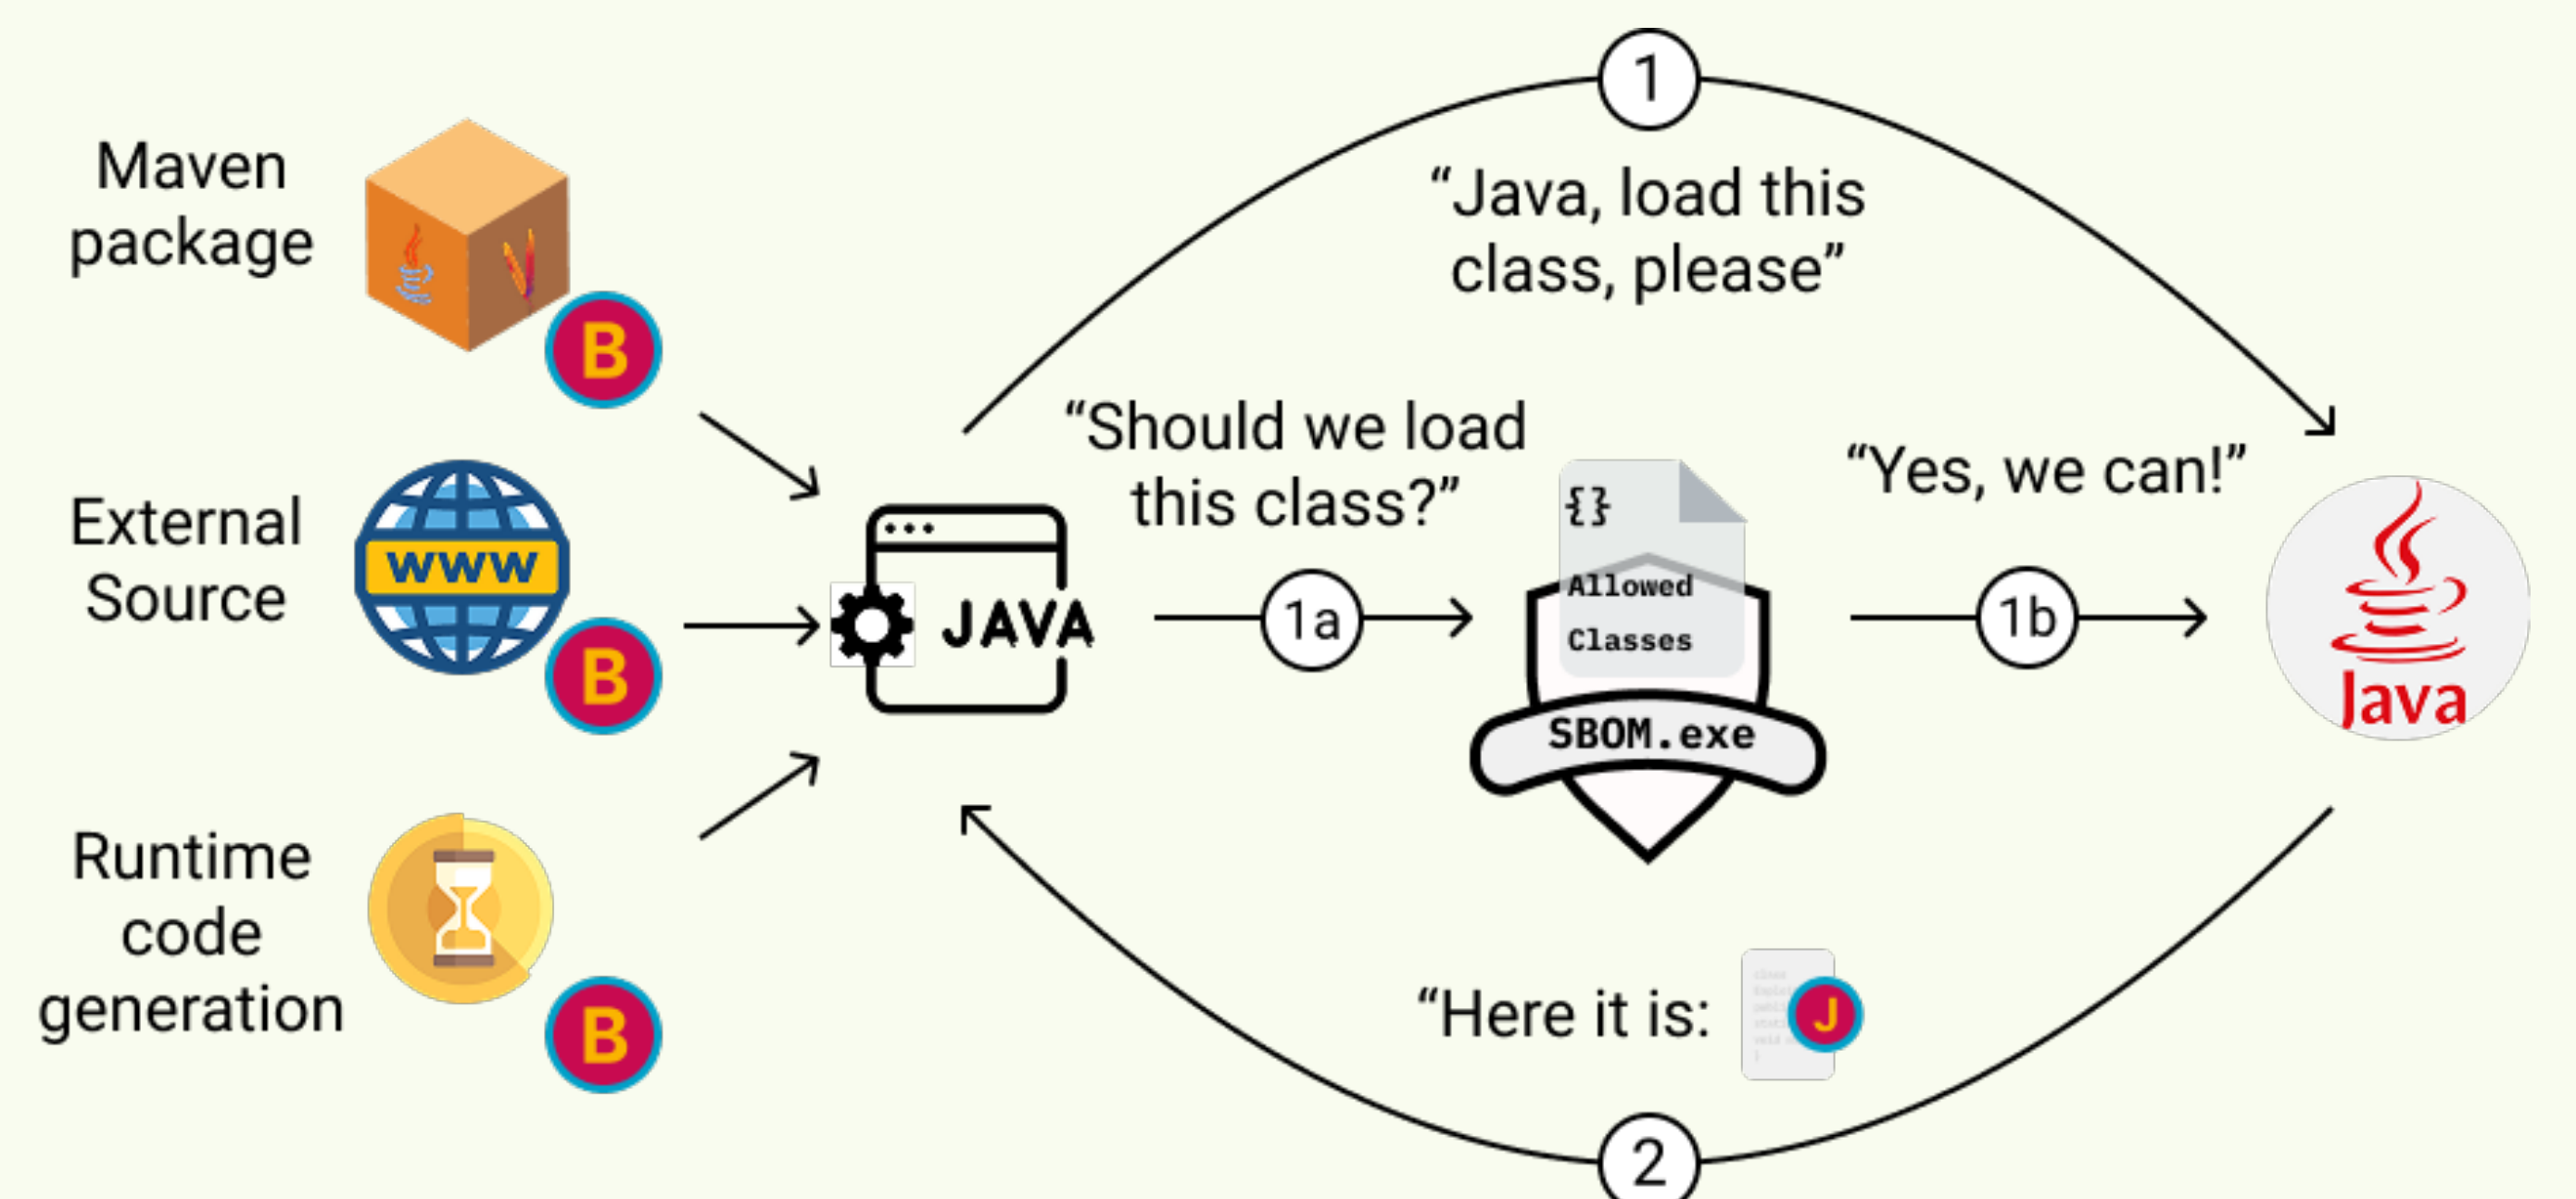 1
“Java, load this
class, please”
Maven
package
B
“Should we load
this class?”
“Yes, we can!”
External
Source
WWW
B
JAVA
1a
{}
Allowed
Classes
SBOM.exe
1b
Java
Runtime
code
generation
B
“Here it is:
J
2